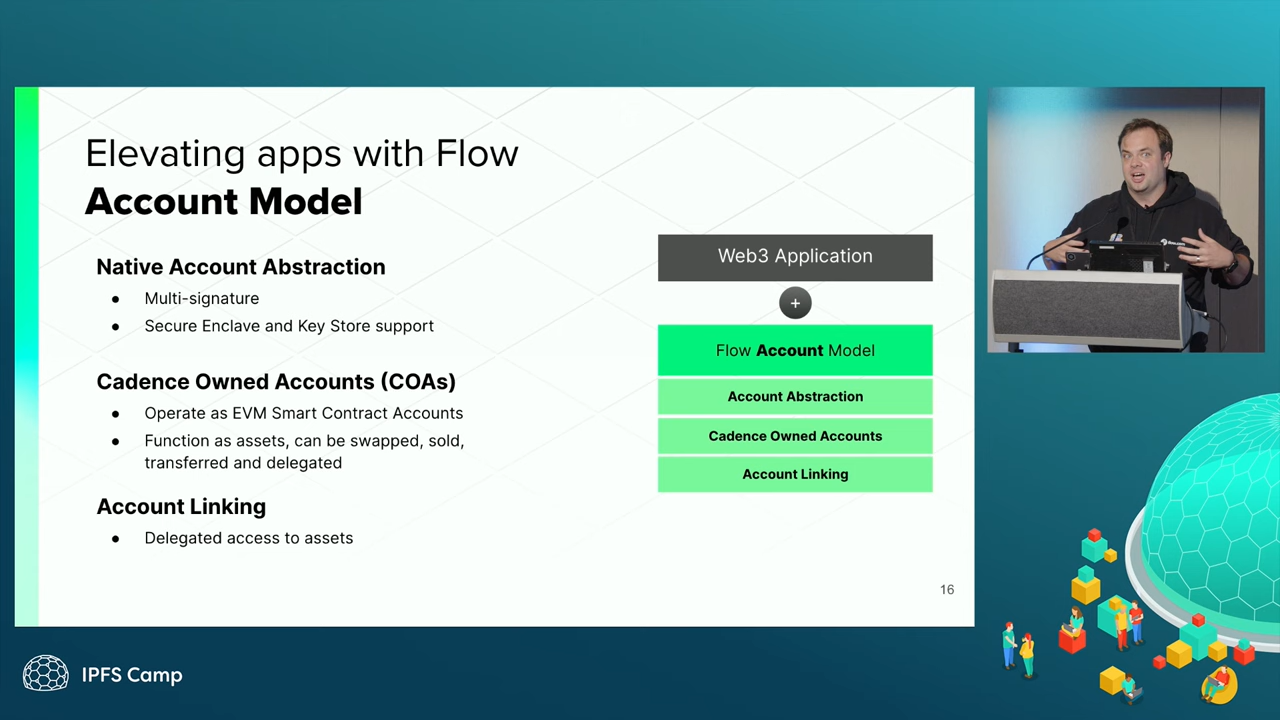 Elevating apps with Flow
Account Model
Native Account Abstraction
● Multi-signature
● Secure Enclave and Key Store support
Cadence Owned Accounts (COAs)
● Operate as EVM Smart Contract Accounts
● Function as assets, can be swapped, sold,
transferred and delegated
Account Linking
● Delegated access to assets
Web3 Application
+
Flow Account Model
Account Abstraction
Cadence Owned Accounts
Account Linking
16
IPFS Camp